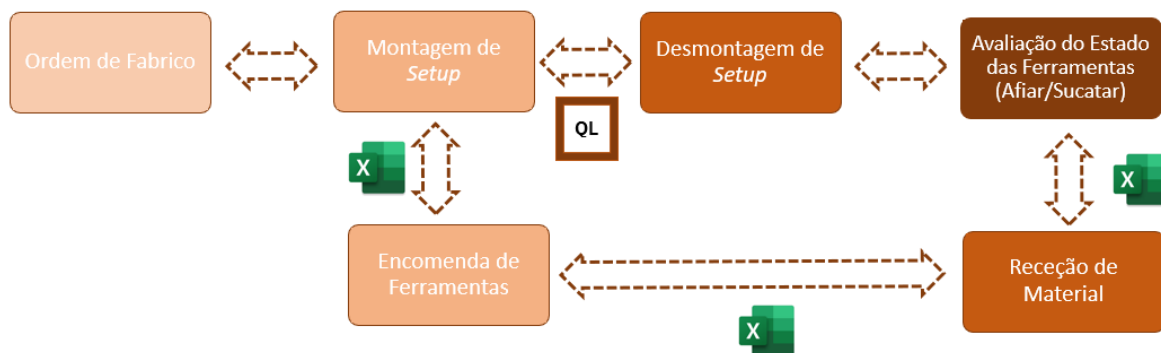 Ordem de Fabrico
Montagem de
Setup
Desmontagem de
Setup
Avaliação do Estado
das Ferramentas
(Afiar/Sucatar)
QL
X
X
Encomenda de
Ferramentas
Receção de
Material
X